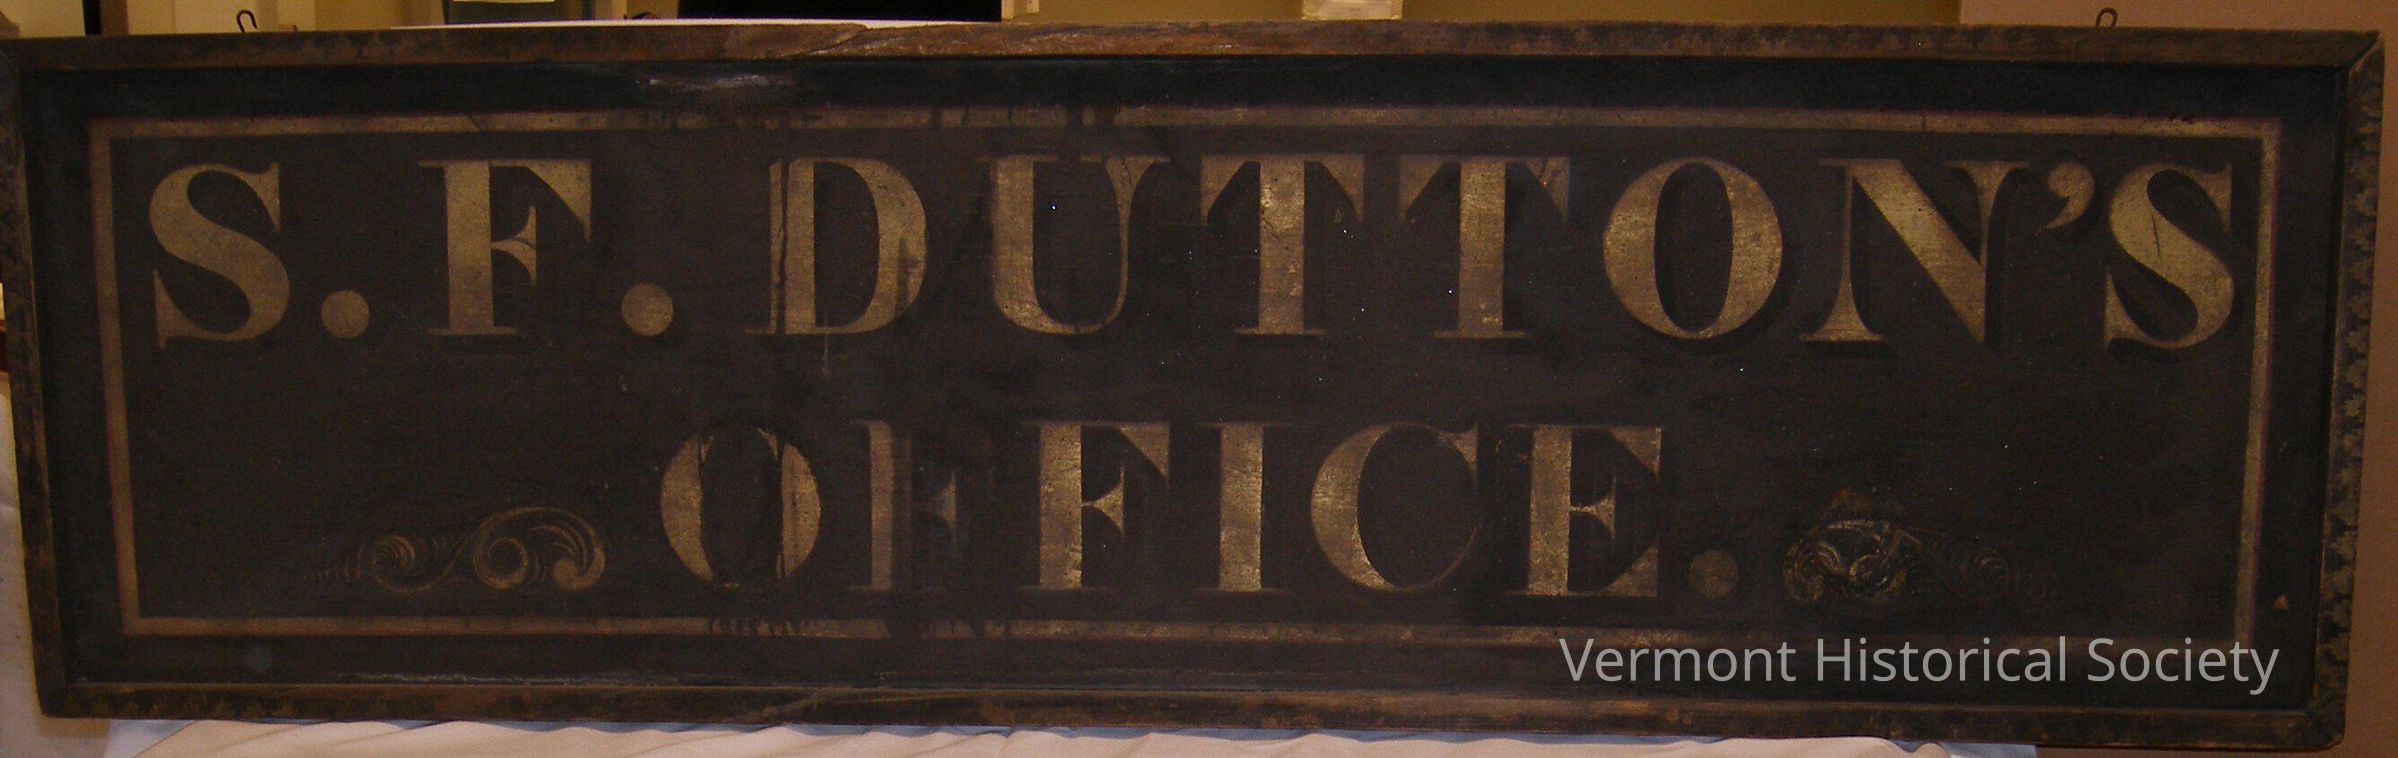 S. F. DUTTON'S
OFFICE.
Vermont Historical Society